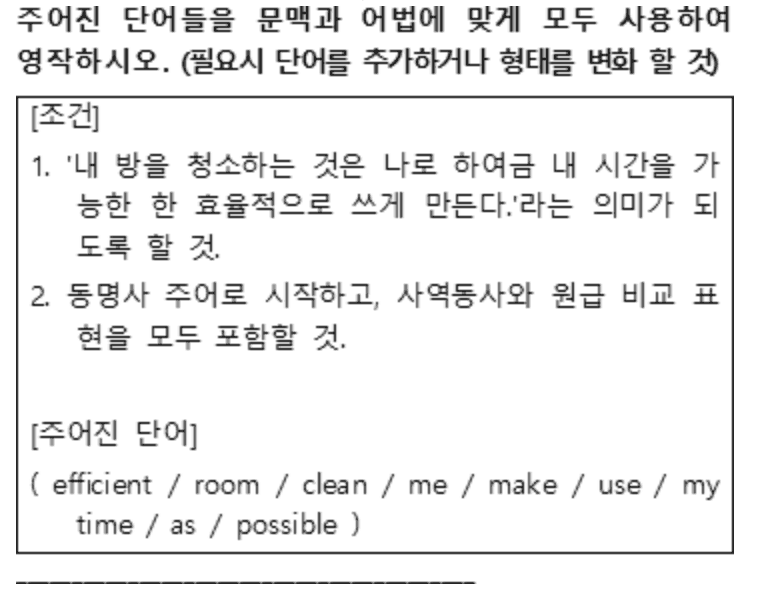 주어진 단어들을 문맥과 어법에 맞게 모두 사용하여
영작하시오. (필요시 단어를 추가하거나 형태를 변화 할 것)
[조건]
1. '내 방을 청소하는 것은 나로 하여금 내 시간을 가
능한 한 효율적으로 쓰게 만든다.'라는 의미가 되
도록 할 것.
2. 동명사 주어로 시작하고, 사역동사와 원급 비교 표
현을 모두 포함할 것.
[주어진 단어]
( efficient / room / clean / me / make / use / my
time / as / possible )